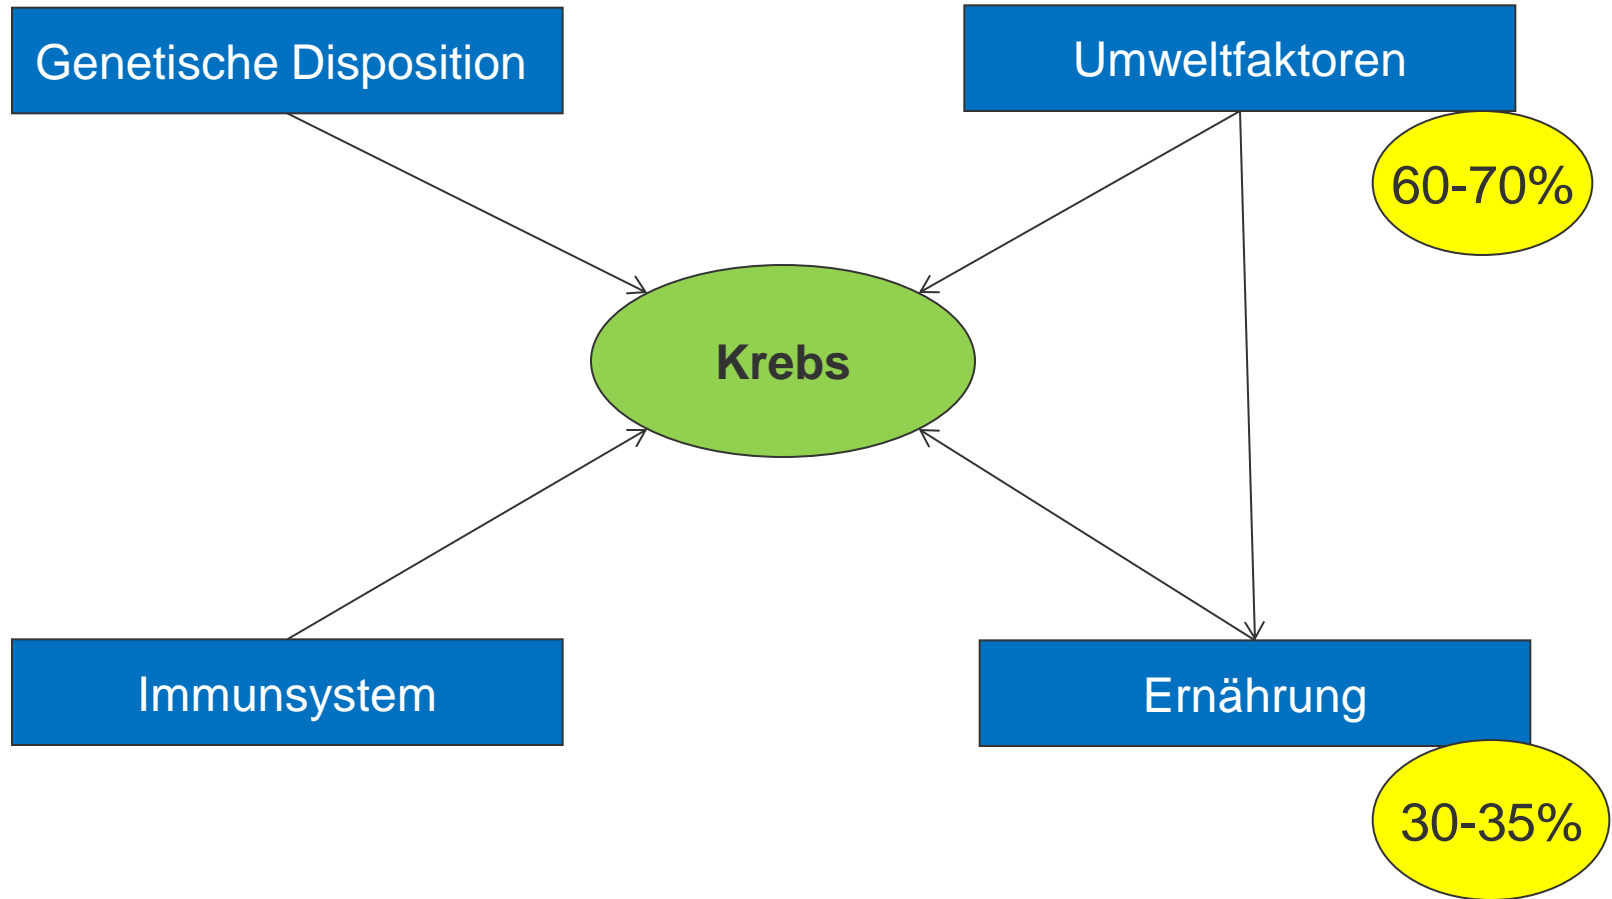 Genetische Disposition
Umweltfaktoren
60-70%
Krebs
Immunsystem
Ernährung
30-35%